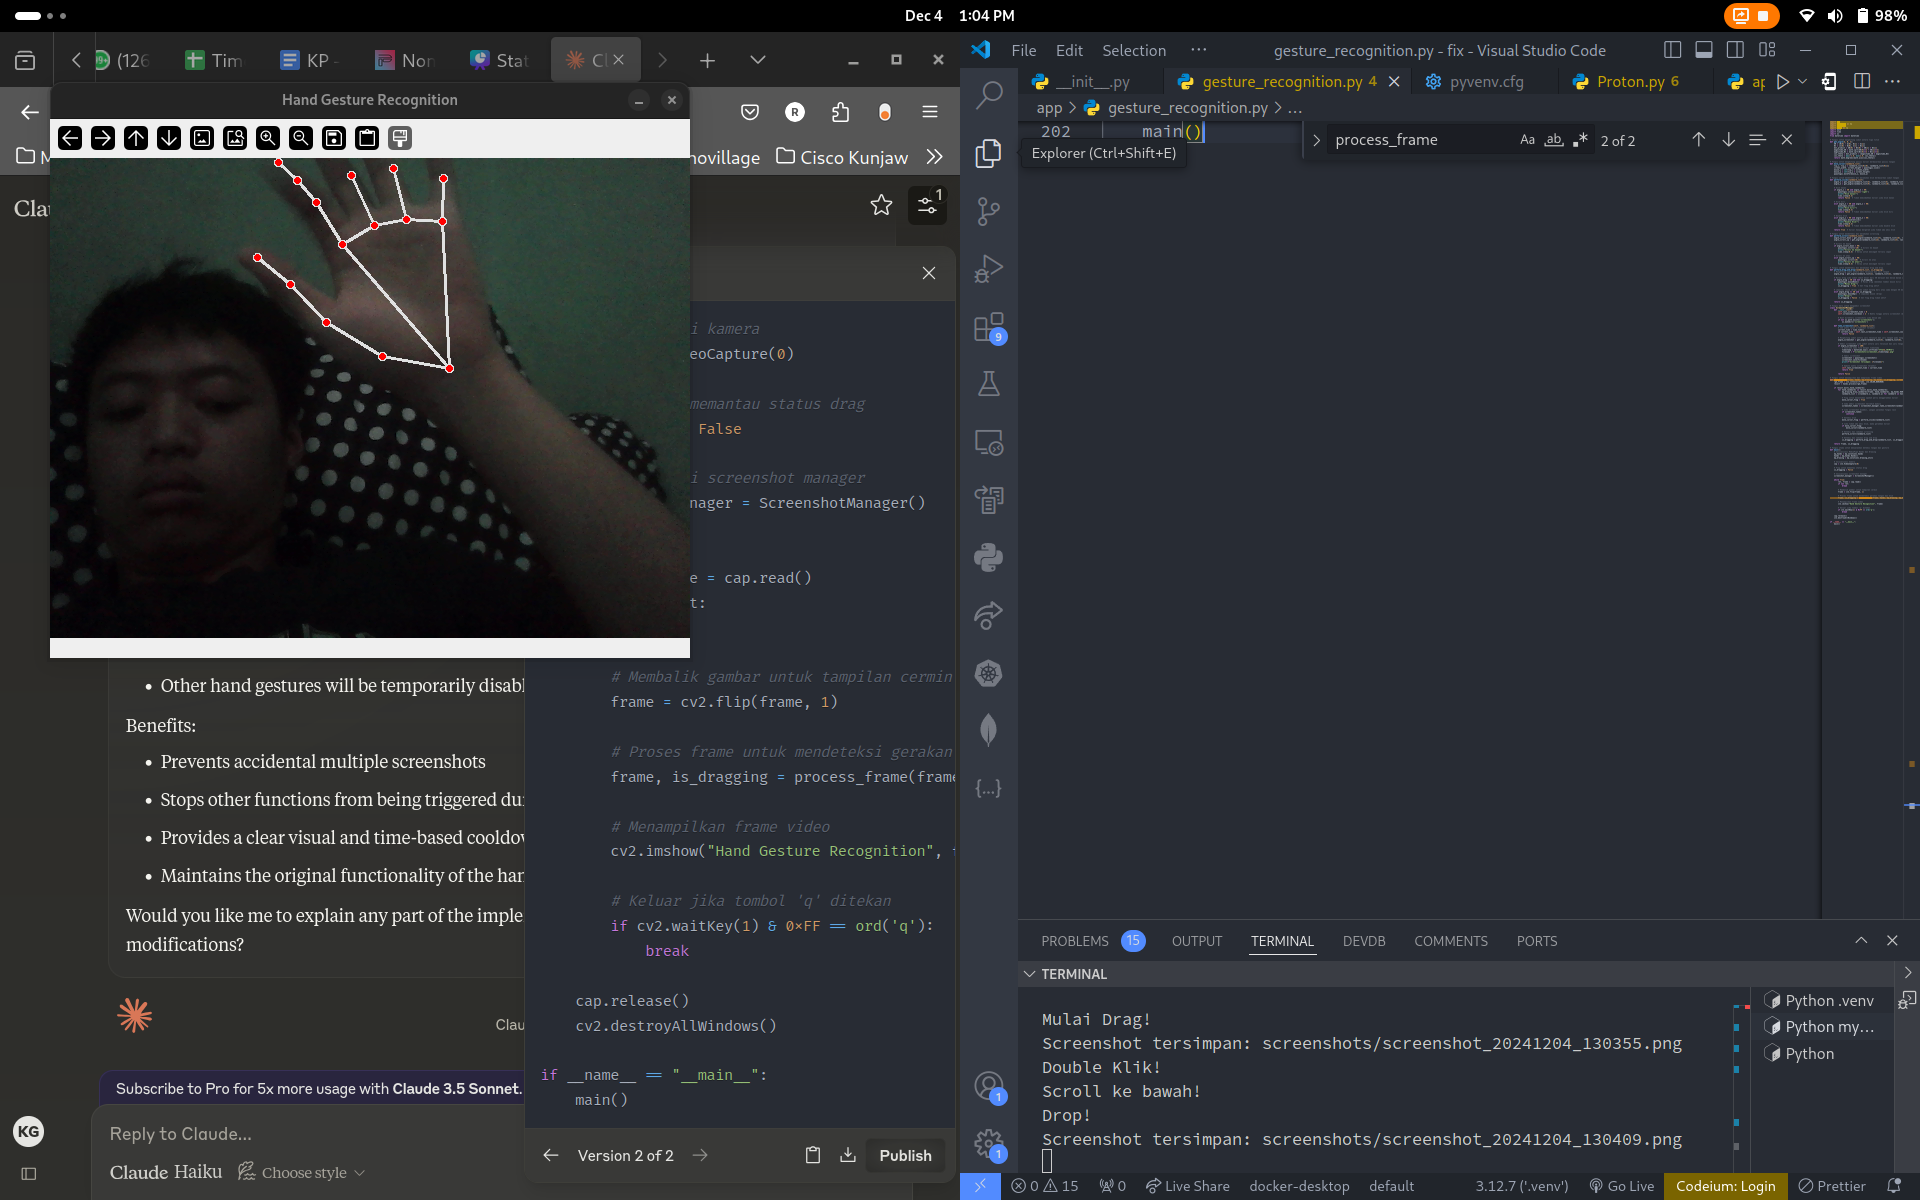 Dec 4 1:04 PM
98%
(126
Tim
KP -
Non
Stat
Cl
Hand Gesture Recognition
R
M
novillage
Cisco Kunjaw
Clau
1
i kamera
eoCapture(0)
memantau status drag
False
i screenshot manager
nager = ScreenshotManager()
e = cap.read()
t:
# Membalik gambar untuk tampilan cermin
frame = cv2.flip(frame, 1)
# Proses frame untuk mendeteksi gerakan
frame, is_dragging = process_frame(frame
# Menampilkan frame video
cv2.imshow("Hand Gesture Recognition",
# Keluar jika tombol 'q' ditekan
if cv2.waitKey(1) & 0xFF == ord('q'):
break
cap.release()
cv2.destroyAllWindows()
if __name__ == "__main__":
main()
Version 2 of 2
Publish
Other hand gestures will be temporarily disabl
Benefits:
Prevents accidental multiple screenshots
Stops other functions from being triggered du
Provides a clear visual and time-based cooldow
Maintains the original functionality of the han
Would you like me to explain any part of the imple
modifications?
Clau
Subscribe to Pro for 5x more usage with Claude 3.5 Sonnet.
KG
Reply to Claude...
Claude Haiku
Choose style
File Edit Selection ···
gesture_recognition.py - fix - Visual Studio Code
__init__.py
gesture_recognition.py 4
pyvenv.cfg
Proton.py 6
ap
app > gesture_recognition.py > ...
202 main()
Explorer (Ctrl+Shift+E)
process_frame
Aa
ab
2 of 2
9
1
1
PROBLEMS 15 OUTPUT TERMINAL DEVDB COMMENTS PORTS
TERMINAL
Mulai Drag!
Screenshot tersimpan: screenshots/screenshot_20241204_130355.png
Double Klik!
Scroll ke bawah!
Drop!
Screenshot tersimpan: screenshots/screenshot_20241204_130409.png
Python .venv
Python my...
Python
0 15 0 Live Share docker-desktop default 3.12.7 ('.venv') Go Live Codeium: Login Prettier